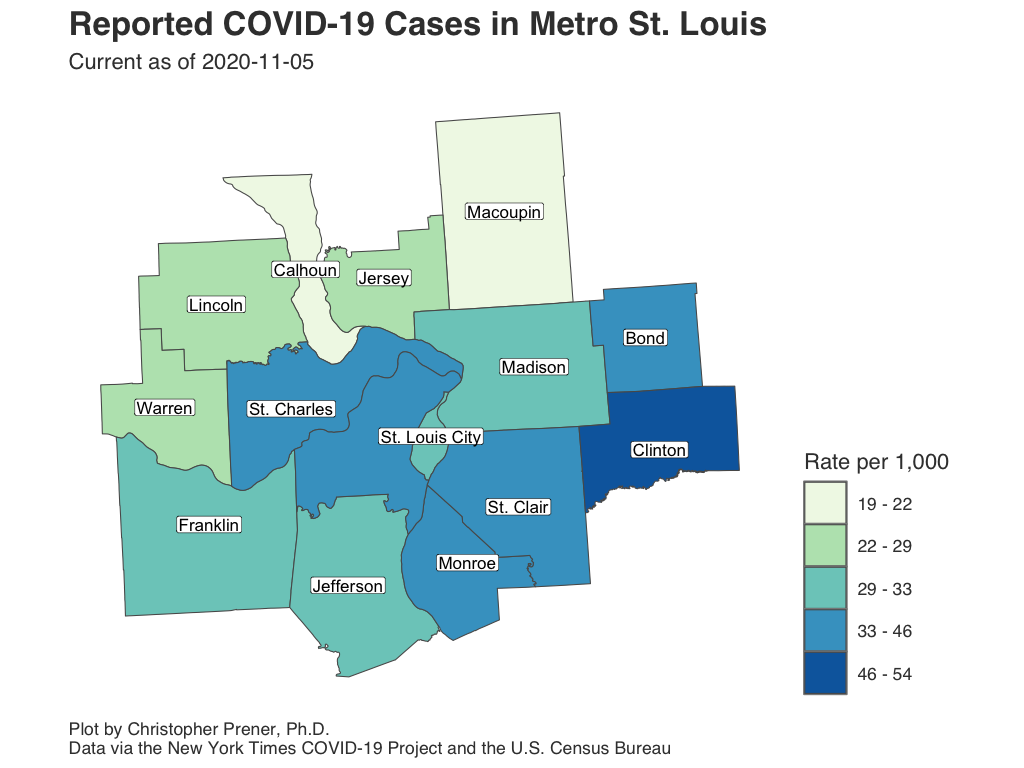 Reported COVID-19 Cases in Metro St. Louis
Current as of 2020-11-05
Macoupin
Calhoun
Jersey
Lincoln
Bond
Madison
Warren
St. Charles
St. Louis City
Clinton
St. Clair
Franklin
Monroe
Jefferson
Rate per 1,000
19 - 22
22 - 29
29 - 33
33 - 46
46 - 54
Plot by Christopher Prener, Ph.D.
Data via the New York Times COVID-19 Project and the U.S. Census Bureau